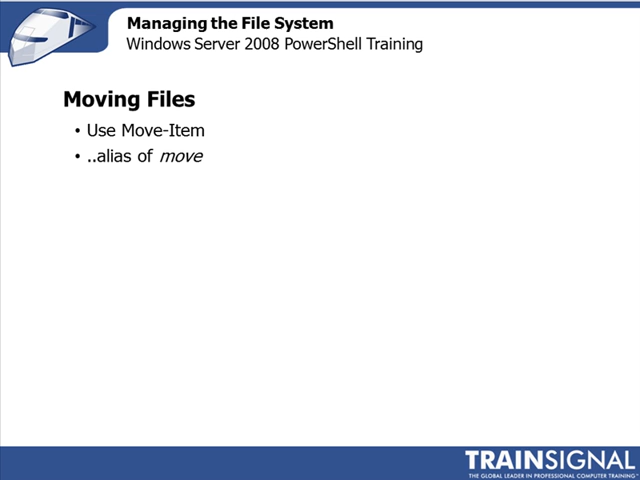 Managing the File System
Windows Server 2008 PowerShell Training
Moving Files
• Use Move-Item
• ..alias of move
TRAINSIGNAL
THE GLOBAL LEADER IN PROFESSIONAL COMPUTER TRAINING